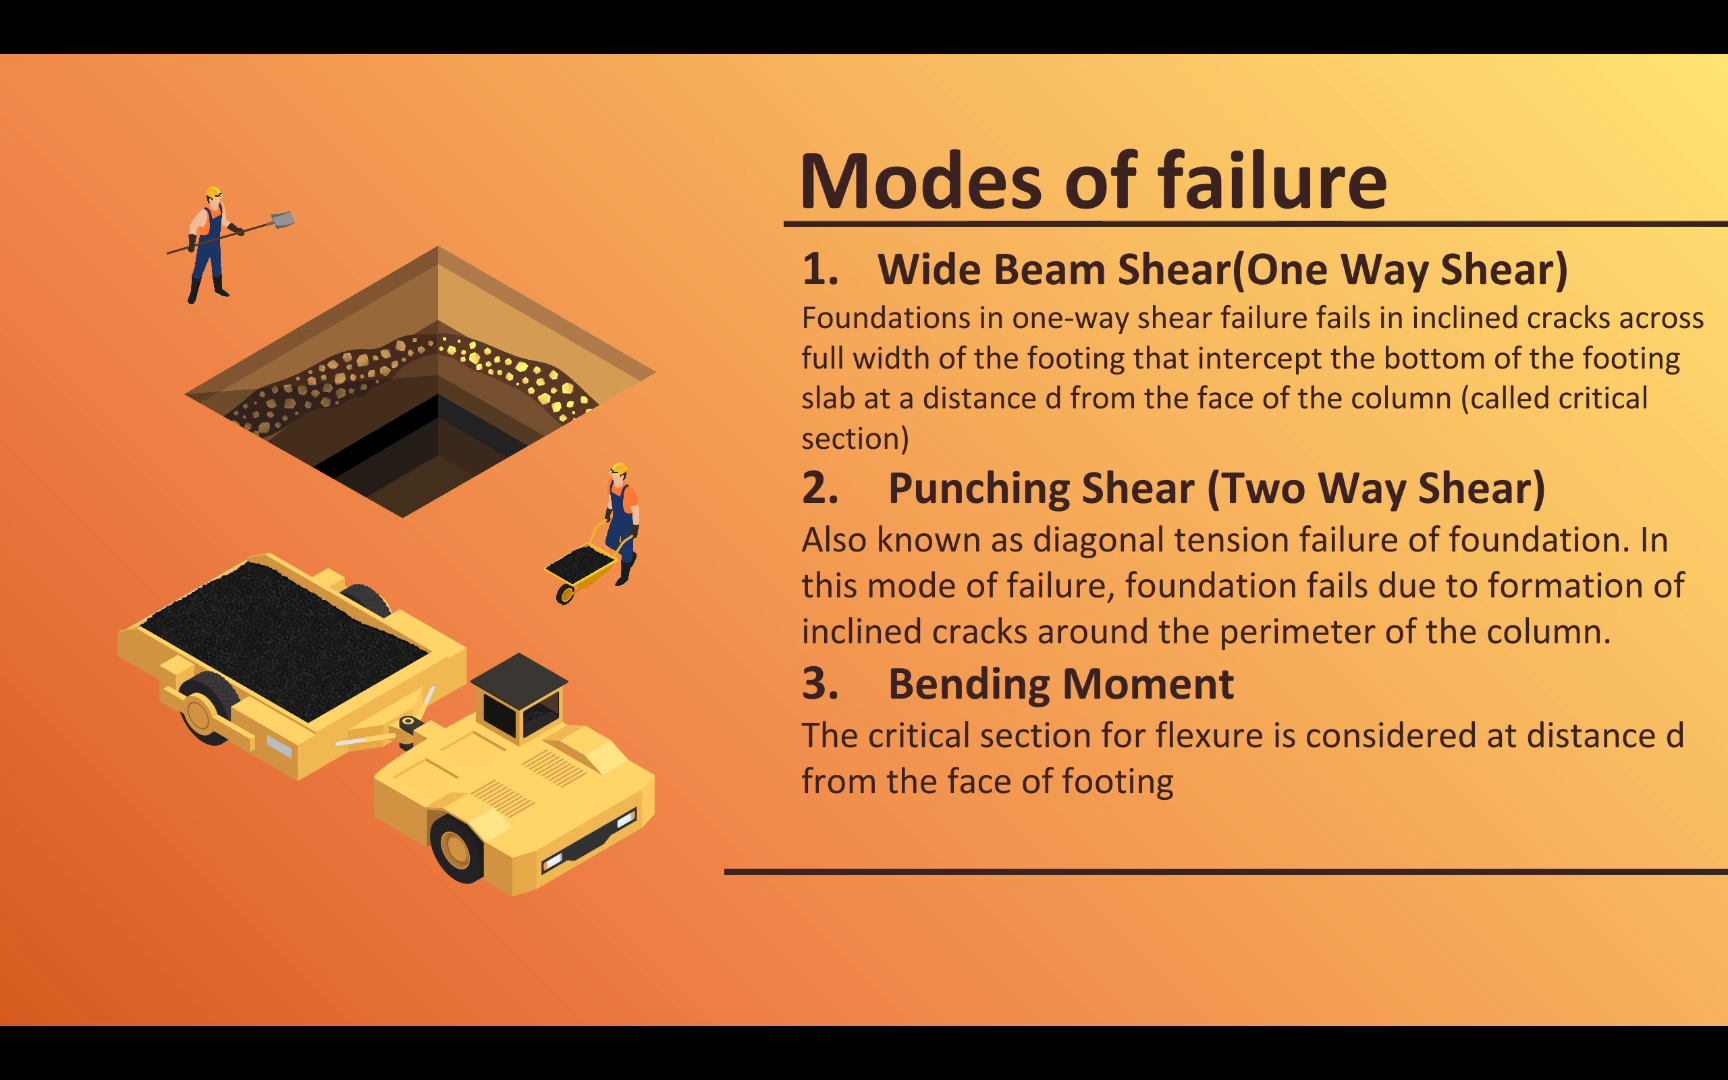 Modes of failure
1. Wide Beam Shear(One Way Shear)
Foundations in one-way shear failure fails in inclined cracks across
full width of the footing that intercept the bottom of the footing
slab at a distance d from the face of the column (called critical
section)
2. Punching Shear (Two Way Shear)
Also known as diagonal tension failure of foundation. In
this mode of failure, foundation fails due to formation of
inclined cracks around the perimeter of the column.
3. Bending Moment
The critical section for flexure is considered at distance d
from the face of footing